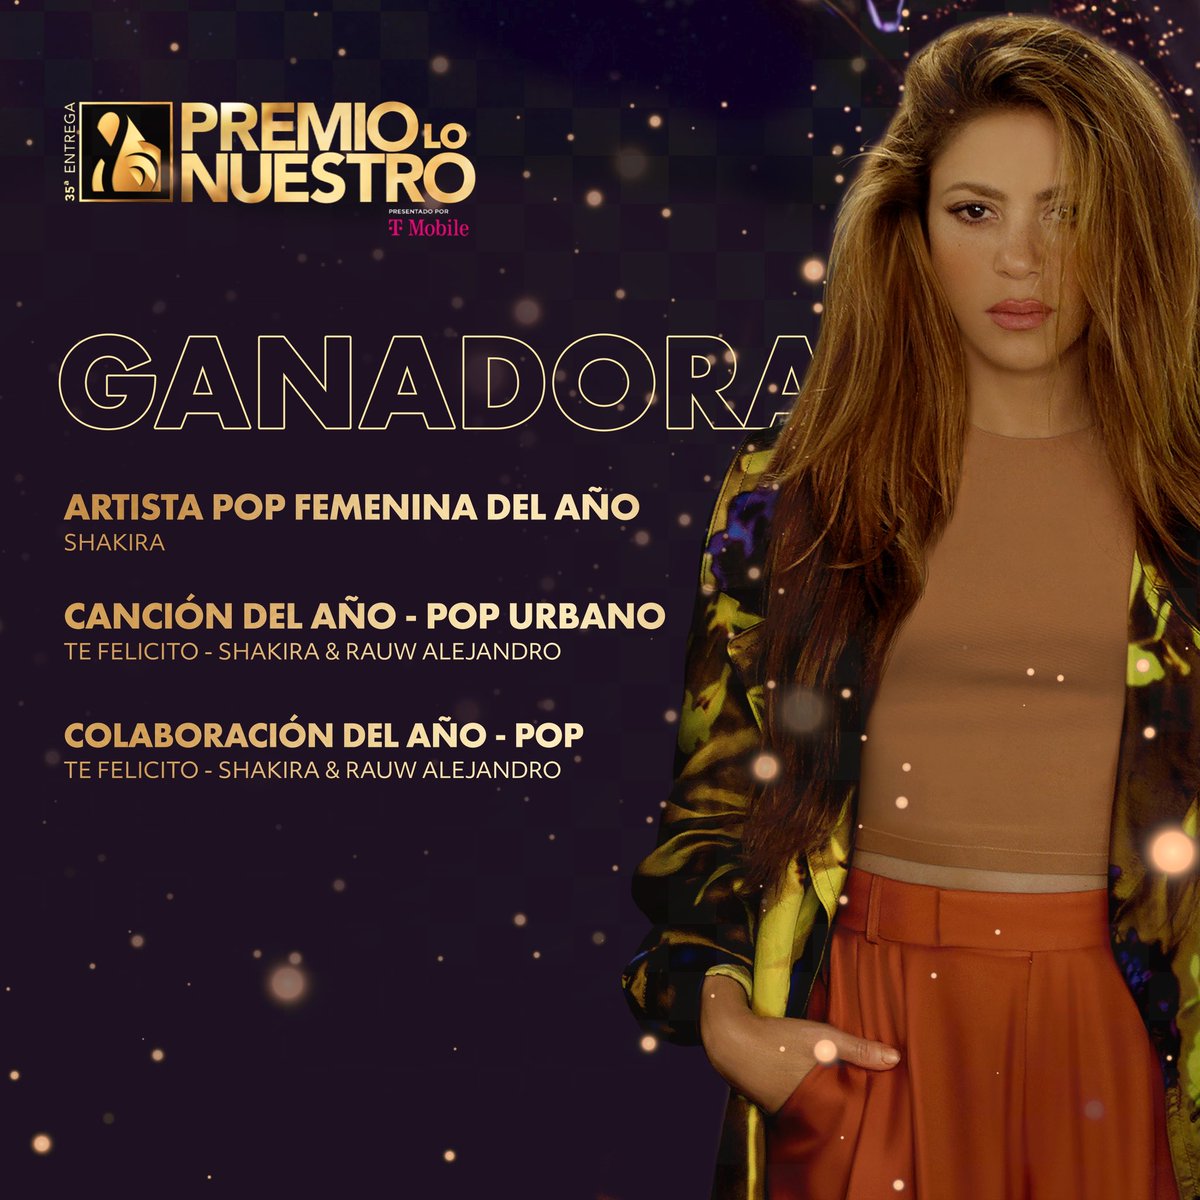 35ª ENTREGA
PREMIO LO
NUESTRO
PRESENTADO POR
T Mobile
GANADORA
ARTISTA POP FEMENINA DEL AÑO
SHAKIRA
CANCIÓN DEL AÑO - POP URBANO
TE FELICITO - SHAKIRA & RAUW ALEJANDRO
COLABORACIÓN DEL AÑO - POP
TE FELICITO - SHAKIRA & RAUW ALEJANDRO